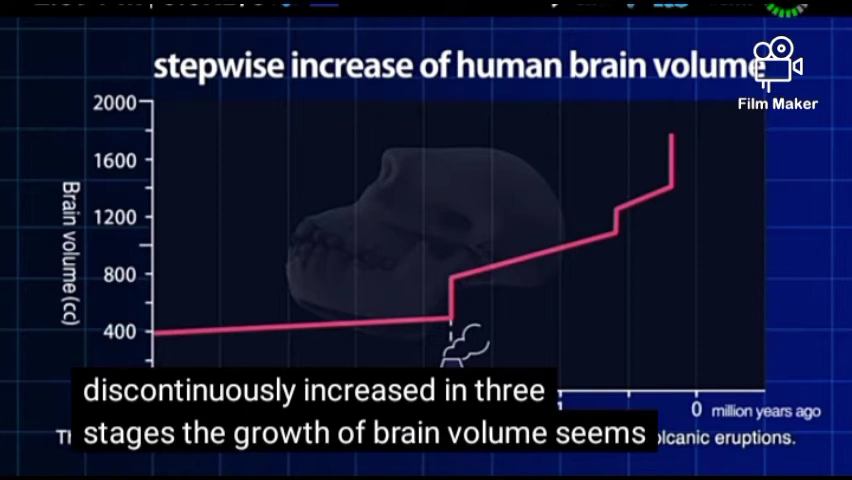 stepwise increase of human brain volume
Film Maker
2000
1600
1200
800
400
Brain volume (cc)
0 million years ago
discontinuously increased in three
stages the growth of brain volume seems
volcanic eruptions.